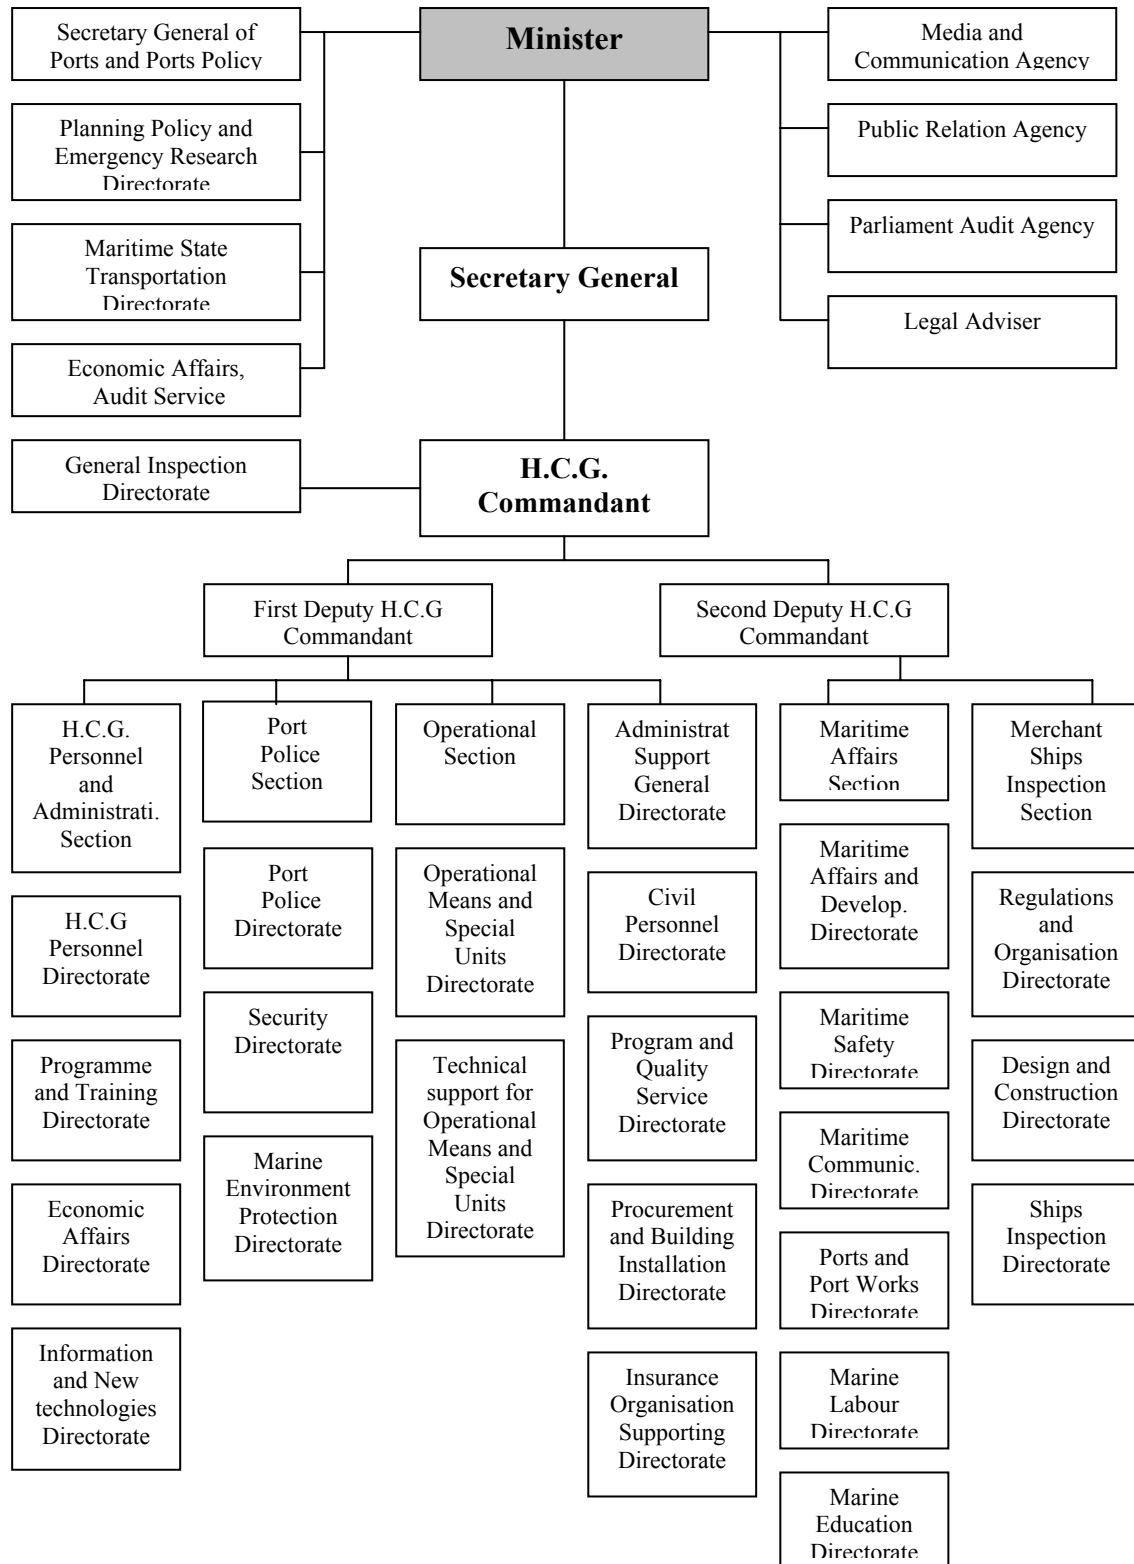 Secretary General of
Ports and Ports Policy
Minister
Media and
Communication Agency
Planning Policy and
Emergency Research
Directorate
Public Relation Agency
Maritime State
Transportation
Directorate
Secretary General
Parliament Audit Agency
Legal Adviser
Economic Affairs,
Audit Service
General Inspection
Directorate
H.C.G.
Commandant
First Deputy H.C.G
Commandant
Second Deputy H.C.G
Commandant
H.C.G.
Personnel
and
Administrati.
Section
Port
Police
Section
Operational
Section
Administrat
Support
General
Directorate
Maritime
Affairs
Section
Merchant
Ships
Inspection
Section
H.C.G
Personnel
Directorate
Port
Police
Directorate
Operational
Means and
Special
Units
Directorate
Civil
Personnel
Directorate
Maritime
Affairs and
Develop.
Directorate
Regulations
and
Organisation
Directorate
Programme
and Training
Directorate
Security
Directorate
Technical
support for
Operational
Means and
Special
Units
Directorate
Program and
Quality
Service
Directorate
Maritime
Safety
Directorate
Design and
Construction
Directorate
Economic
Affairs
Directorate
Marine
Environment
Protection
Directorate
Procurement
and Building
Installation
Directorate
Maritime
Communic.
Directorate
Ships
Inspection
Directorate
Information
and New
technologies
Directorate
Insurance
Organisation
Supporting
Directorate
Ports and
Port Works
Directorate
Marine
Labour
Directorate
Marine
Education
Directorate